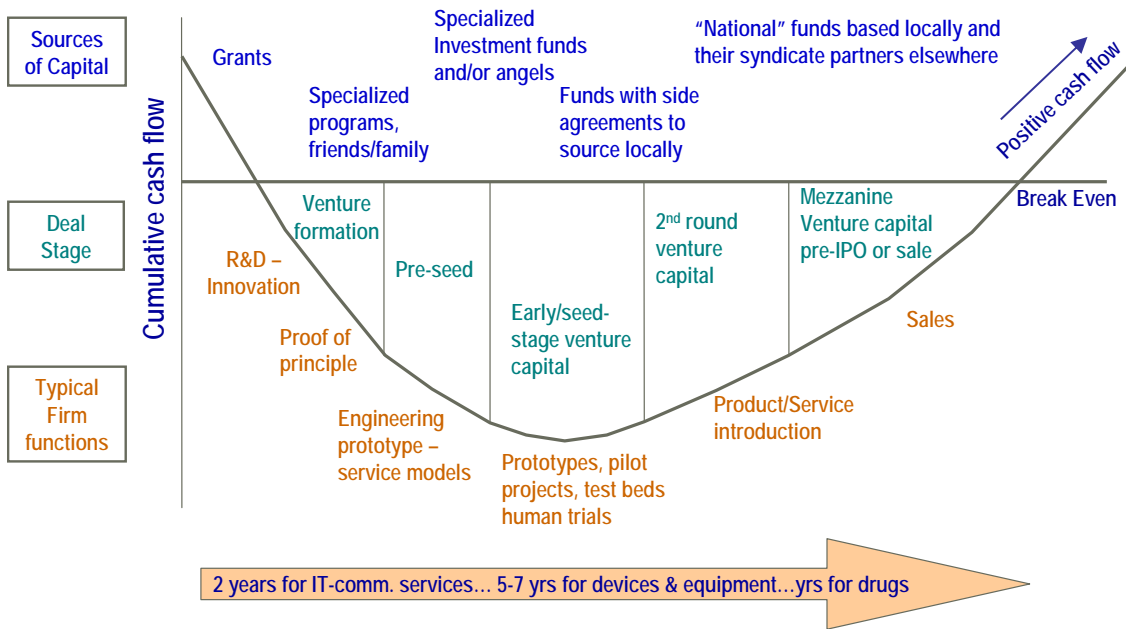 Sources
of Capital
Deal
Stage
Typical
Firm
functions
Cumulative cash flow
Grants
Specialized
programs,
friends/family
Specialized
Investment funds
and/or angels
Funds with side
agreements to
source locally
“National” funds based locally and
their syndicate partners elsewhere
Positive cash flow
Break Even
Venture
formation
Pre-seed
Early/seed-
stage venture
capital
2nd round
venture
capital
Mezzanine
Venture capital
pre-IPO or sale
R&D –
Innovation
Proof of
principle
Engineering
prototype –
service models
Prototypes, pilot
projects, test beds
human trials
Product/Service
introduction
Sales
2 years for IT-comm. services… 5-7 yrs for devices & equipment…yrs for drugs